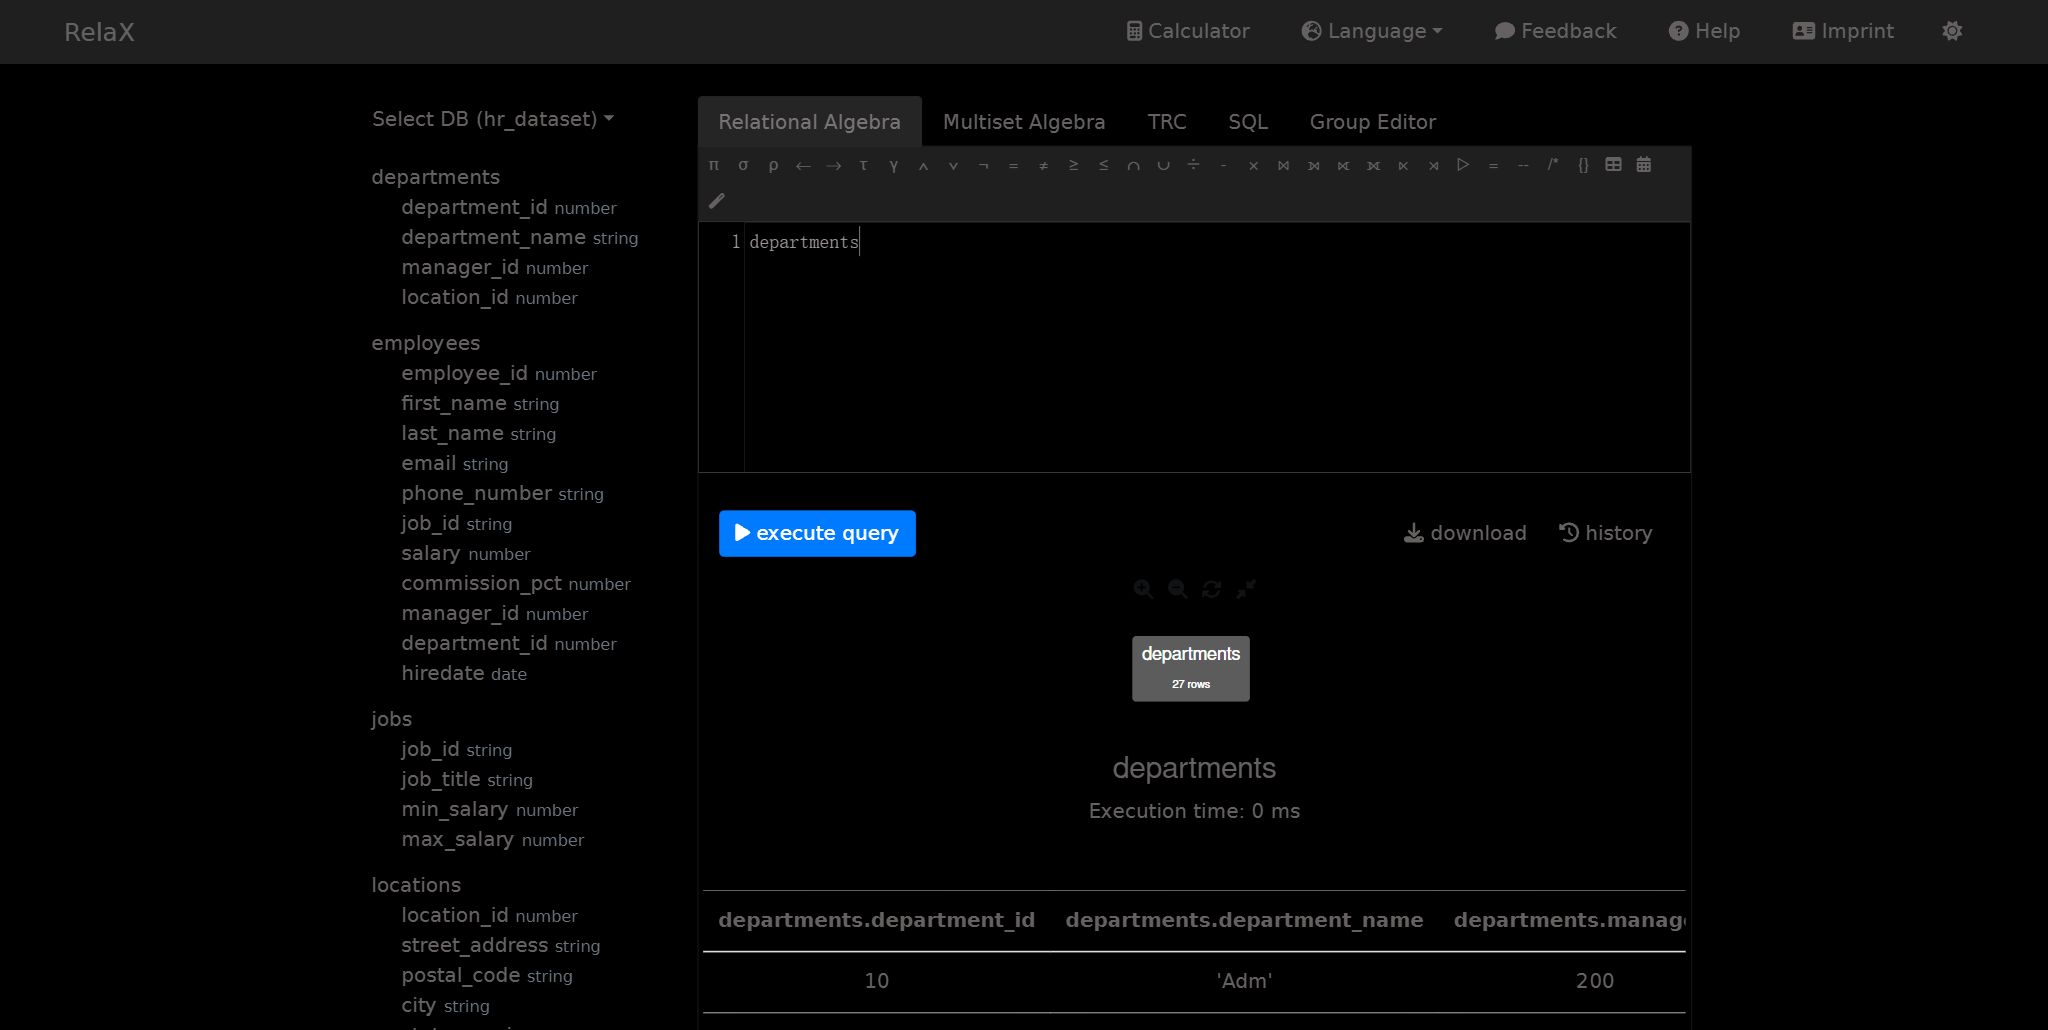 RelaX
Calculator
Language
Feedback
Help
Imprint
Select DB (hr_dataset)
departments
department_id number
department_name string
manager_id number
location_id number
employees
employee_id number
first_name string
last_name string
email string
phone_number string
job_id string
salary number
commission_pct number
manager_id number
department_id number
hiredate date
jobs
job_id string
job_title string
min_salary number
max_salary number
locations
location_id number
street_address string
postal_code string
city string
Relational Algebra
Multiset Algebra
TRC
SQL
Group Editor
π σ ρ ← → τ γ ∧ ∨ ¬ = ≠ ≥ ≤ ∩ ∪ ÷ - × ⨝ ⟕ ⟖ ⟗ ⋉ ⋊ ▷ = -- /* {}
1 departments
execute query
download
history
departments
27 rows
departments
Execution time: 0 ms
departments.department_id departments.department_name departments.manag
10 'Adm' 200